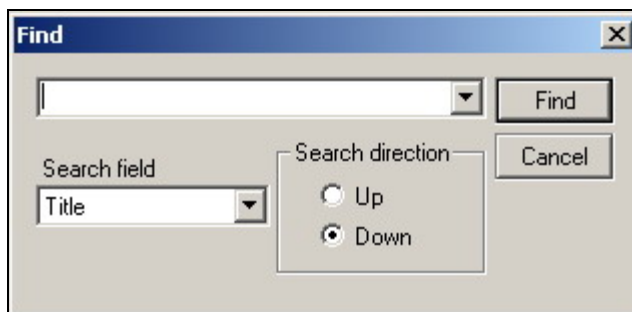 Find
Find
Search field
Title
Search direction
Up
Down
Cancel